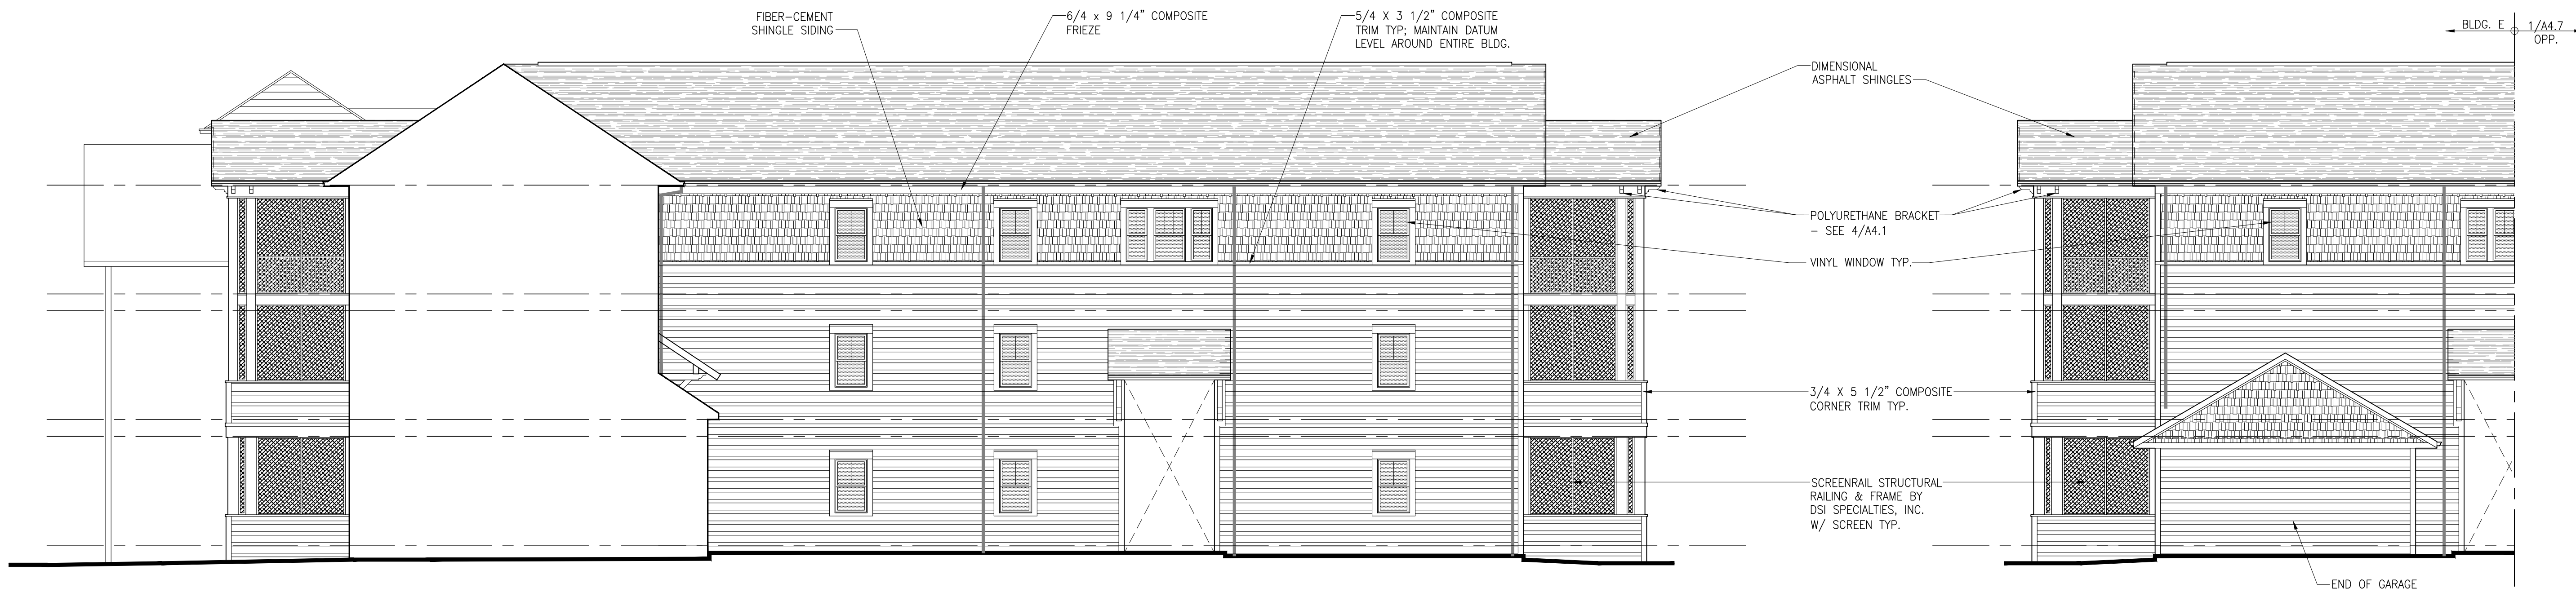 FIBER-CEMENT
SHINGLE SIDING
6/4 x 9 1/4" COMPOSITE
FRIEZE
5/4 X 3 1/2" COMPOSITE
TRIM TYP; MAINTAIN DATUM
LEVEL AROUND ENTIRE BLDG.
BLDG. E
1/A4.7
OPP.
DIMENSIONAL
ASPHALT SHINGLES
POLYURETHANE BRACKET
- SEE 4/A4.1
VINYL WINDOW TYP.
3/4 X 5 1/2" COMPOSITE
CORNER TRIM TYP.
SCREENRAIL STRUCTURAL
RAILING & FRAME BY
DSI SPECIALTIES, INC.
W/ SCREEN TYP.
END OF GARAGE